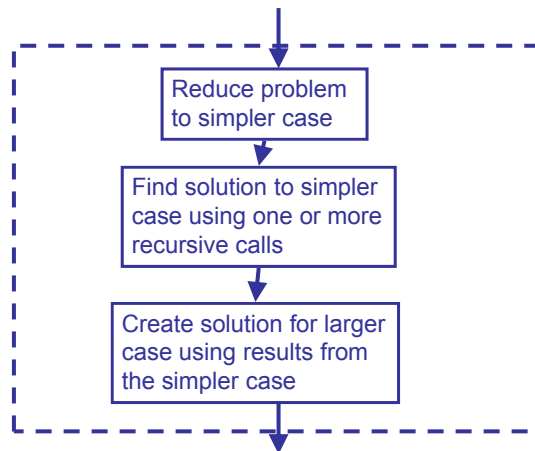 Reduce problem
to simpler case
Find solution to simpler
case using one or more
recursive calls
Create solution for larger
case using results from
the simpler case